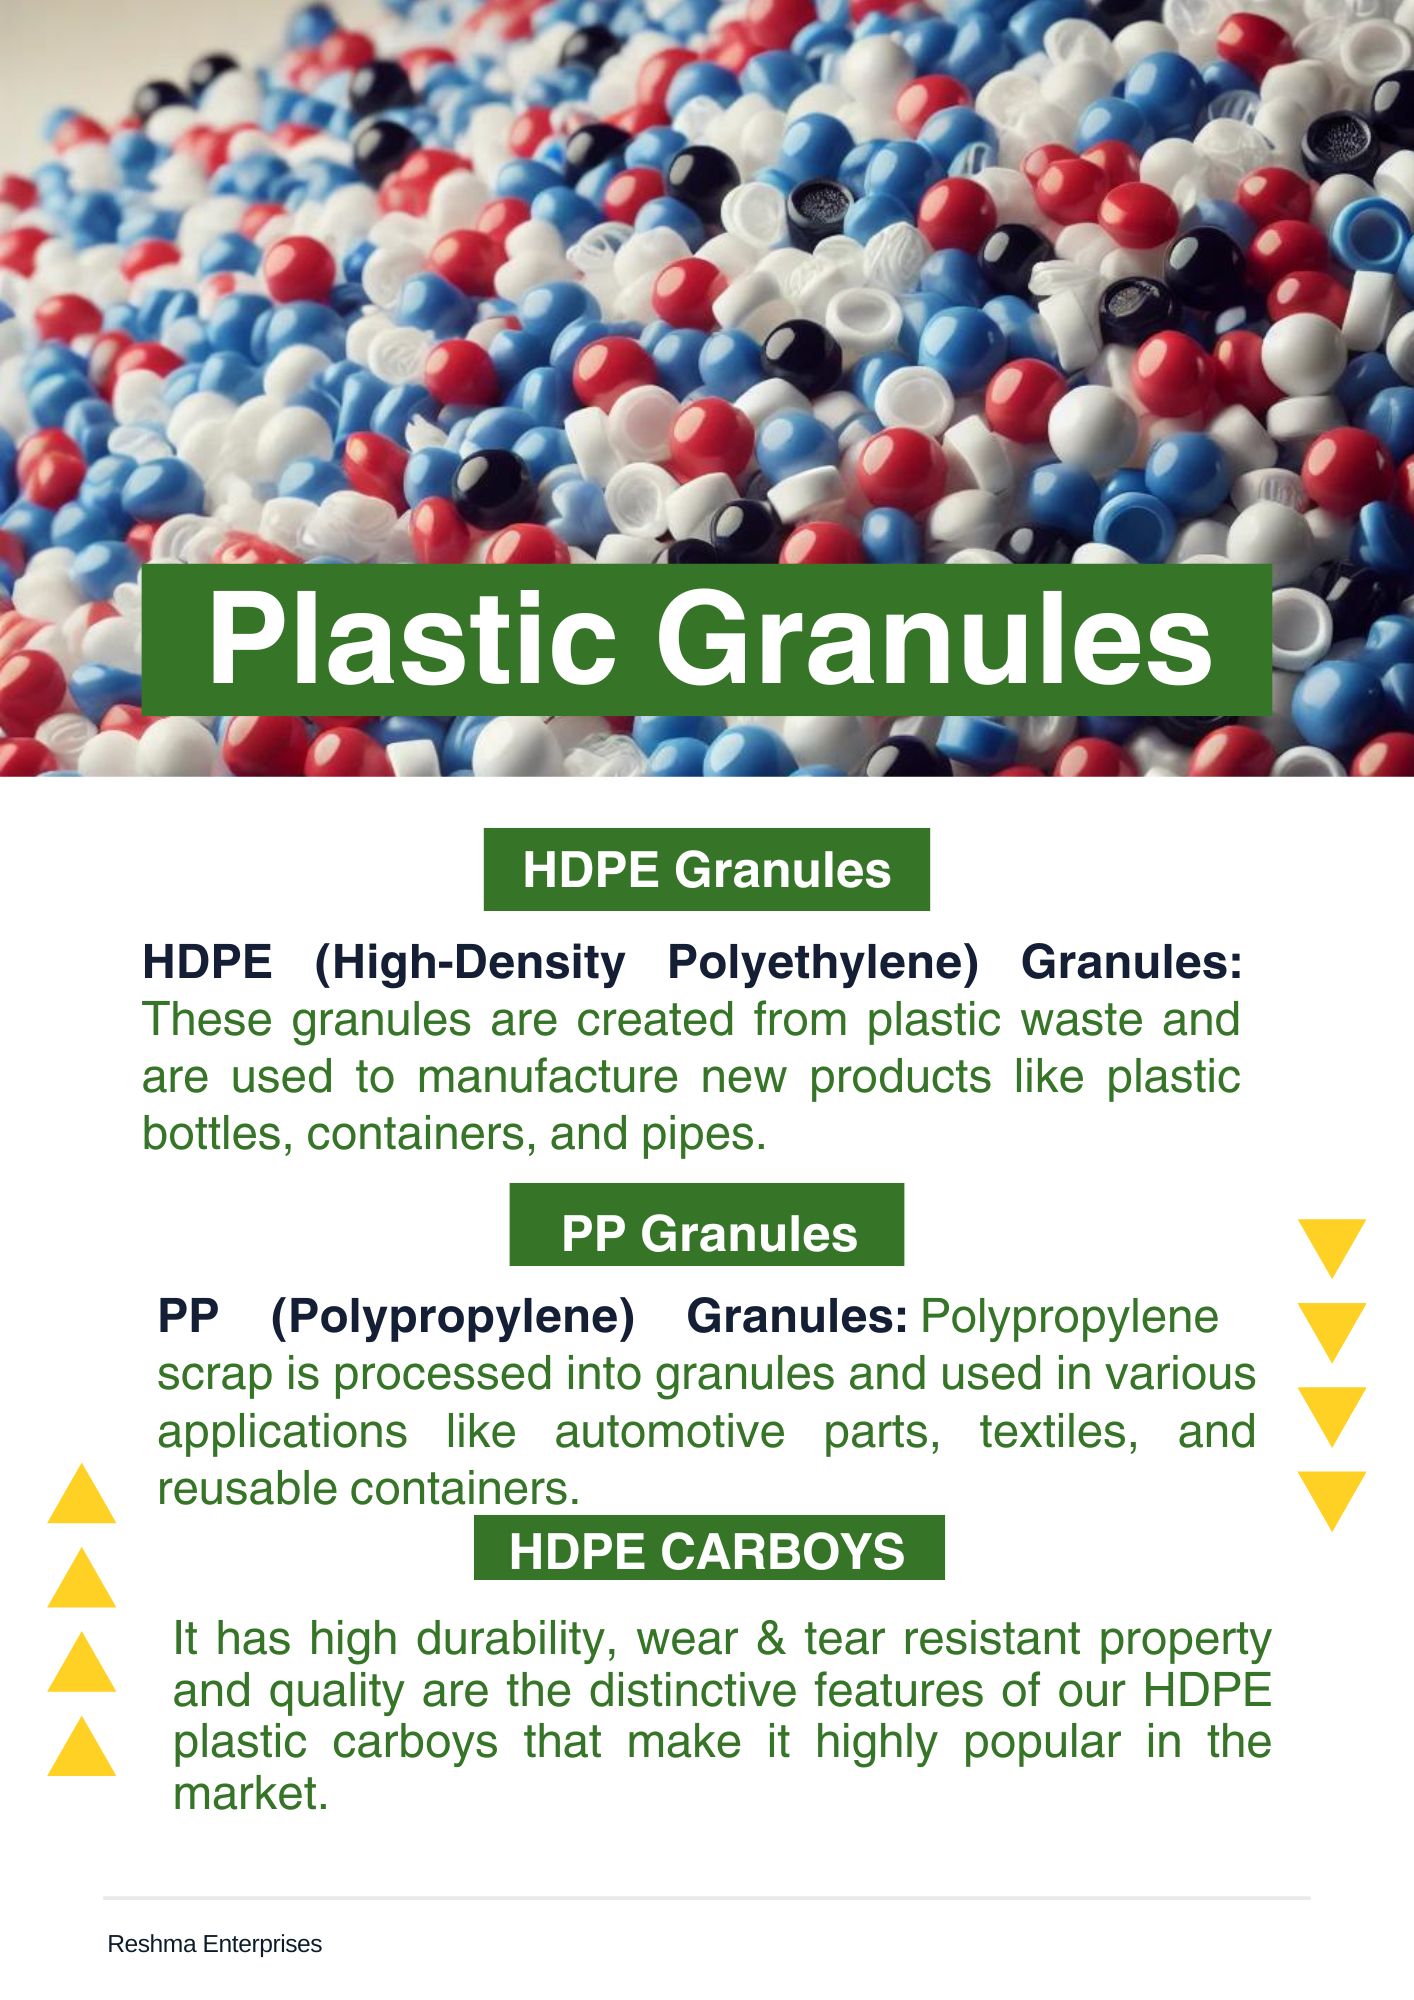 Plastic Granules
HDPE Granules
HDPE (High-Density Polyethylene) Granules:
These granules are created from plastic waste and
are used to manufacture new products like plastic
bottles, containers, and pipes.
PP Granules
PP (Polypropylene) Granules: Polypropylene
scrap is processed into granules and used in various
applications like automotive parts, textiles, and
reusable containers.
HDPE CARBOYS
It has high durability, wear & tear resistant property
and quality are the distinctive features of our HDPE
plastic carboys that make it highly popular in the
market.
Reshma Enterprises